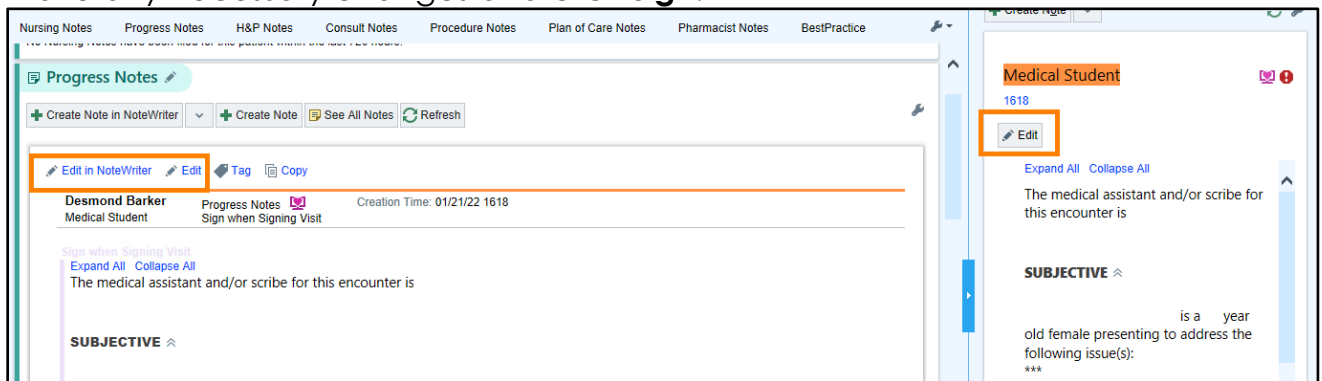 Create Note
Nursing Notes Progress Notes H&P Notes Consult Notes Procedure Notes Plan of Care Notes Pharmacist Notes BestPractice
Progress Notes
Create Note in NoteWriter Create Note See All Notes Refresh
Edit in NoteWriter Edit Tag Copy
Desmond Barker Progress Notes Creation Time: 01/21/22 1618
Medical Student Sign when Signing Visit
Sign when Signing Visit
Expand All Collapse All
The medical assistant and/or scribe for this encounter is
SUBJECTIVE
Medical Student
1618
Edit
Expand All Collapse All
The medical assistant and/or scribe for
this encounter is
SUBJECTIVE
is a year
old female presenting to address the
following issue(s):
***